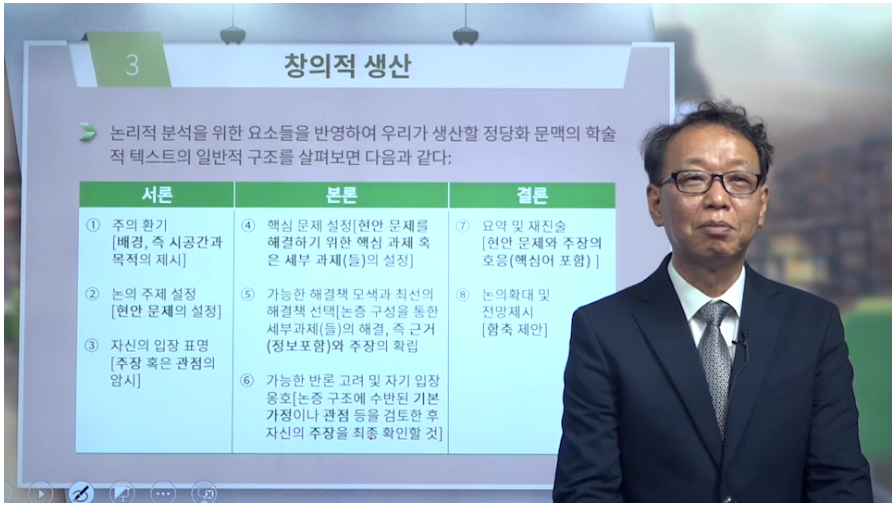 3
창의적 생산
논리적 분석을 위한 요소들을 반영하여 우리가 생산할 정당화 문맥의 학술
적 텍스트의 일반적 구조를 살펴보면 다음과 같다:
서론
본론
결론
① 주의 환기
[배경, 즉 시공간과
목적의 제시]
② 논의 주제 설정
[현안 문제의 설정]
③ 자신의 입장 표명
[주장 혹은 관점의
암시]
④ 핵심 문제 설정[현안 문제를
해결하기 위한 핵심 과제 혹
은 세부 과제(들)의 설정]
⑤ 가능한 해결책 모색과 최선의
해결책 선택[논증 구성을 통한
세부과제(들)의 해결, 즉 근거
(정보포함)와 주장의 확립
⑥ 가능한 반론 고려 및 자기 입장
옹호[논증 구조에 수반된 기본
가정이나 관점 등을 검토한 후
자신의 주장을 최종 확인할 것]
⑦ 요약 및 재진술
[현안 문제와 주장의
호응(핵심어 포함) ]
⑧ 논의확대 및
전망제시
[함축 제안]